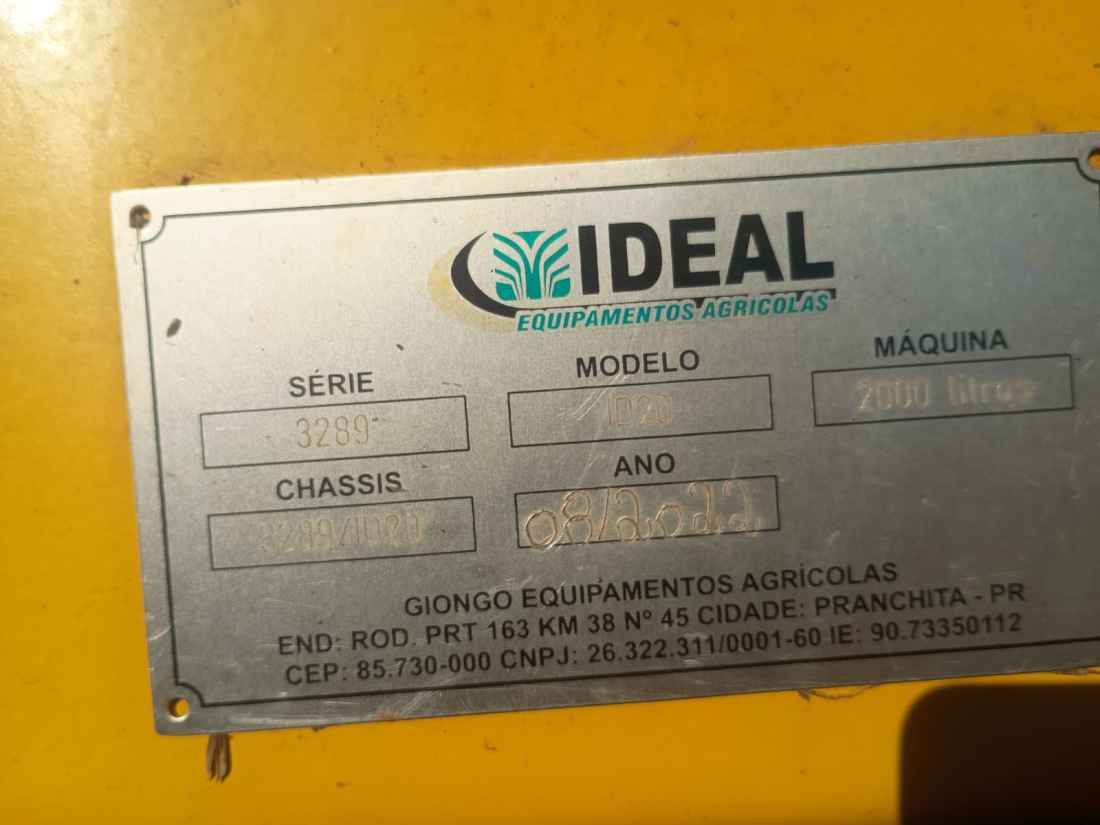 IDEAL
EQUIPAMENTOS AGRICOLAS
SÉRIE MODELO MÁQUINA
3289 ID20 2000 litros
CHASSIS ANO
3289/ID20 08/2022
GIONGO EQUIPAMENTOS AGRÍCOLAS
END: ROD. PRT 163 KM 38 Nº 45 CIDADE: PRANCHITA - PR
CEP: 85.730-000 CNPJ: 26.322.311/0001-60 IE: 90.73350112